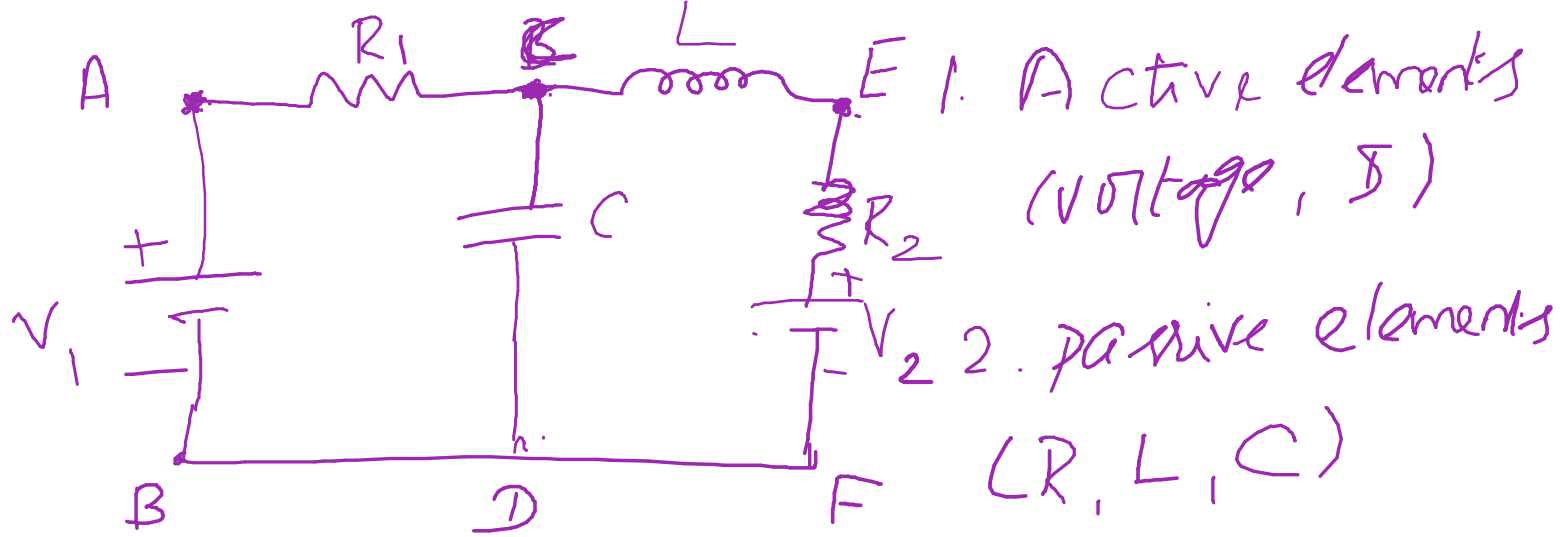 A R1 C L E
+
V1
-
C
R2
+
V2
-
B D F
1. Active elements
(voltage, I)
2. passive elements
(R, L, C)